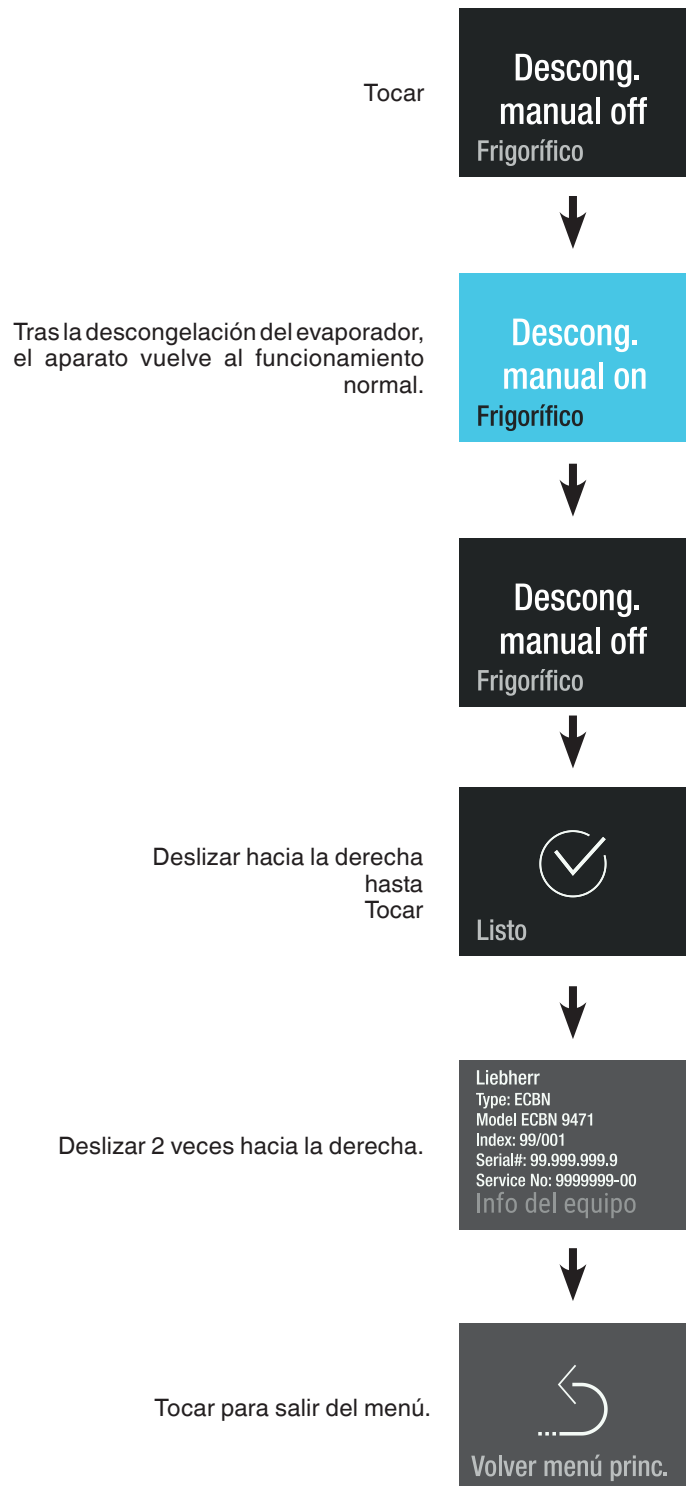 Tocar
Descong.
manual off
Frigorífico
Tras la descongelación del evaporador,
el aparato vuelve al funcionamiento
normal.
Descong.
manual on
Frigorífico
Descong.
manual off
Frigorífico
Deslizar hacia la derecha
hasta
Tocar
Listo
Deslizar 2 veces hacia la derecha.
Liebherr
Type: ECBN
Model ECBN 9471
Index: 99/001
Serial#: 99.999.999.9
Service No: 9999999-00
Info del equipo
Tocar para salir del menú.
Volver menú princ.